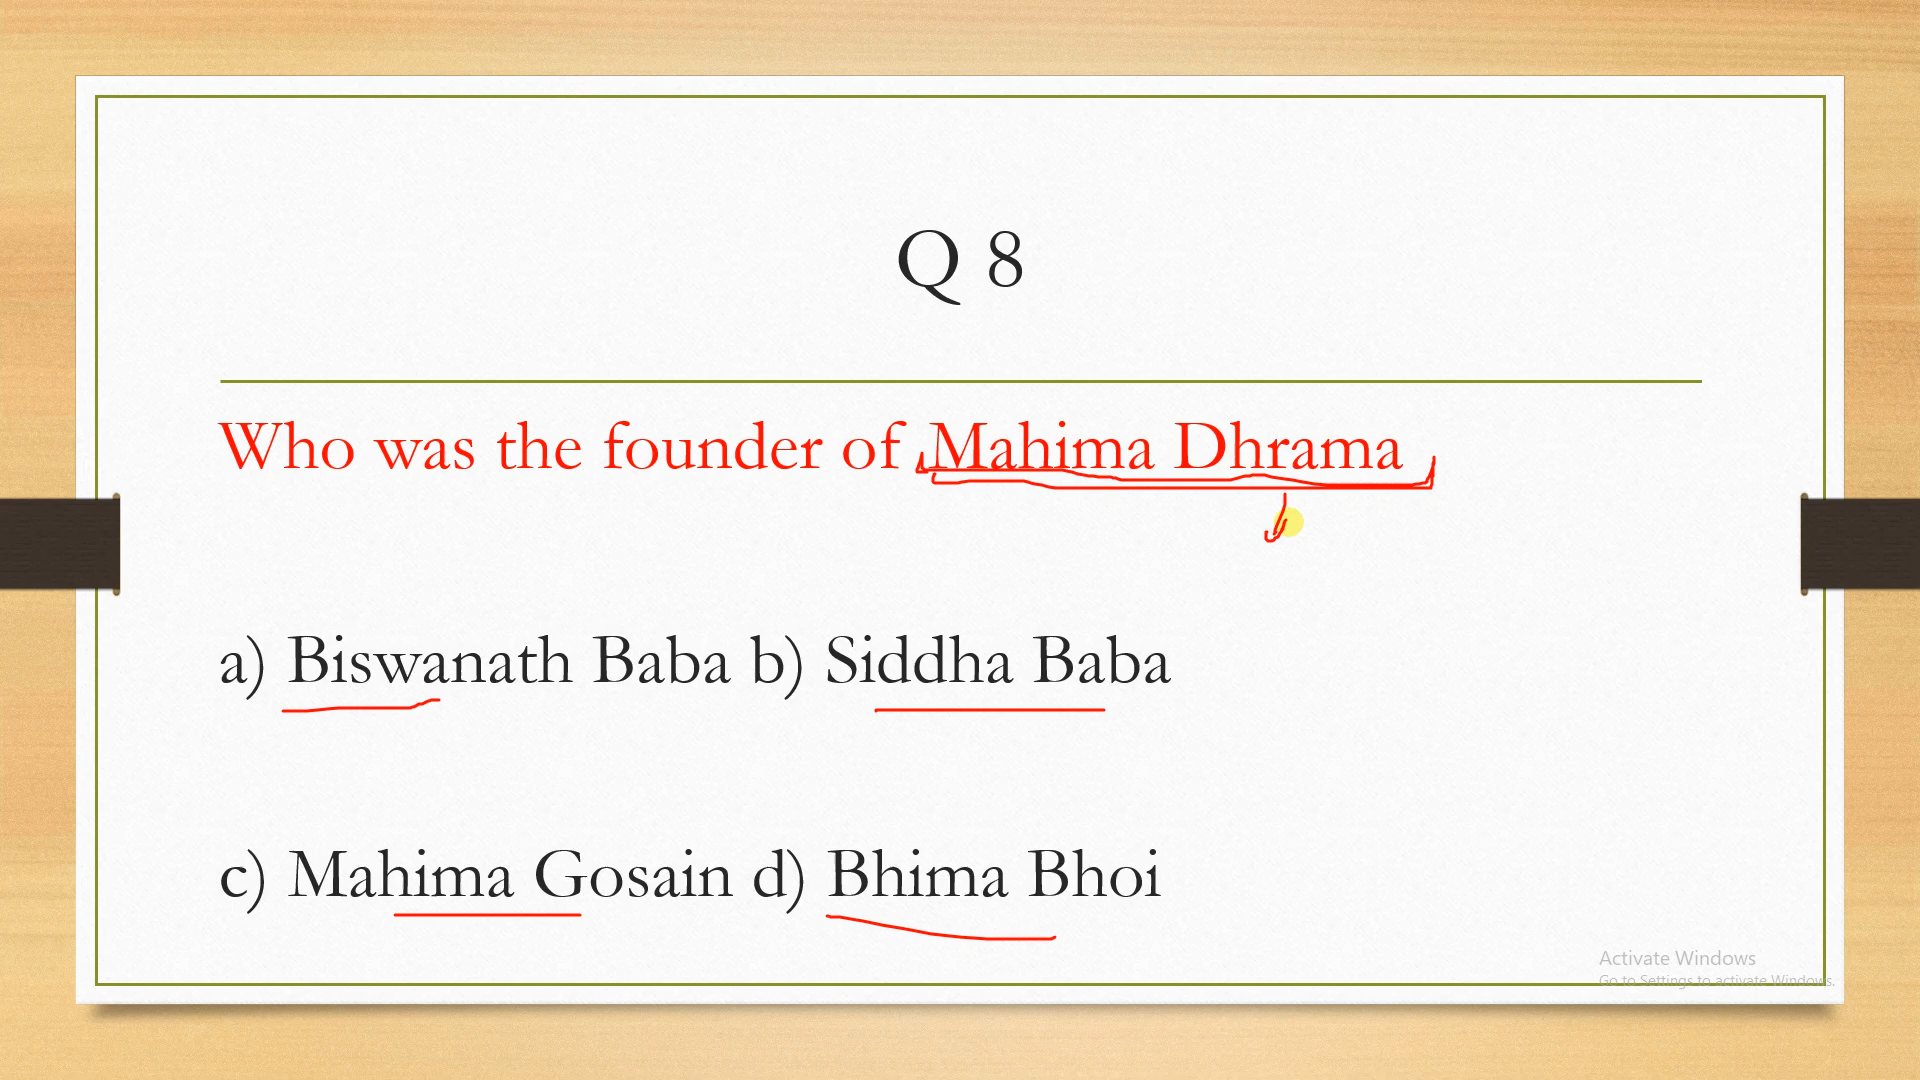 Q 8
Who was the founder of Mahima Dhrama
a) Biswanath Baba b) Siddha Baba
c) Mahima Gosain d) Bhima Bhoi
Activate Windows
Go to Settings to activate Windows.